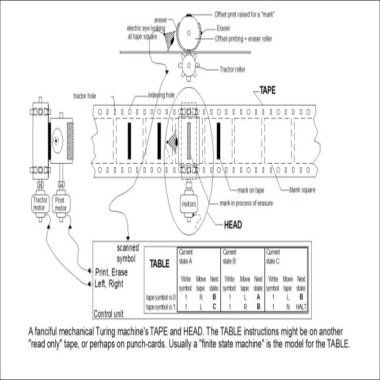 eraser
Offset print raised for a "mark"
electric eye looking
at tape square
Eraser
Offset-printing + eraser roller
Tractor roller
tractor hole
indexing hole
TAPE
mark on tape
blank square
mark in process of erasure
Tractor
motor
Print
motor
motors
HEAD
scanned
symbol
Print, Erase
Left, Right
Control unit
TABLE
Current
state A
Current
state B
Current
state C
Write
symbol
Move
tape
Next
state
Write
symbol
Move
tape
Next
state
Write
symbol
Move
tape
Next
state
tape symbol is 0 1 R B 1 L A 1 L B
tape symbol is 1 1 L C 1 R B 1 N HALT
A fanciful mechanical Turing machine's TAPE and HEAD. The TABLE instructions might be on another
"read only" tape, or perhaps on punch-cards. Usually a "finite state machine" is the model for the TABLE.